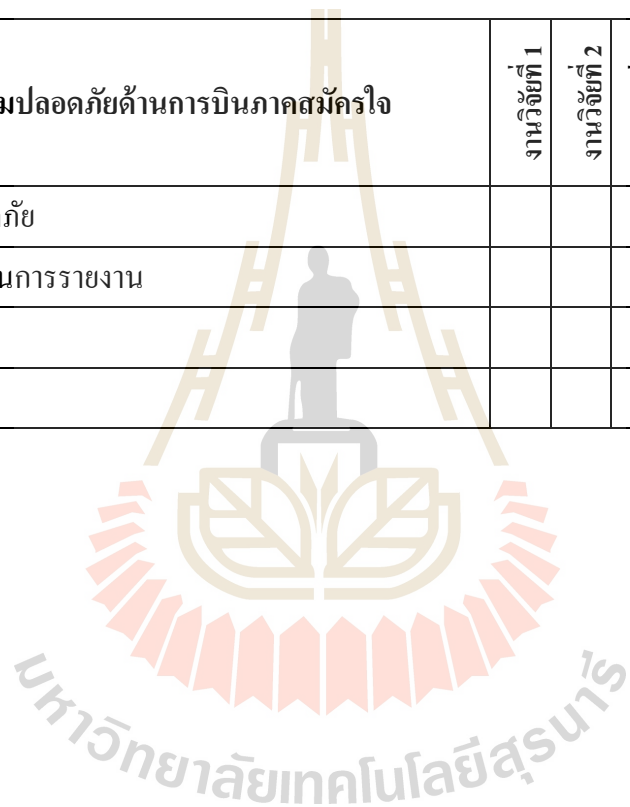 มปลอดภัยด้านการบินภาคสมัครใจ
งานวิจัยที่ 1
งานวิจัยที่ 2
ภัย
นการรายงาน
มหาวิทยาลัยเทคโนโลยีสุรนารี